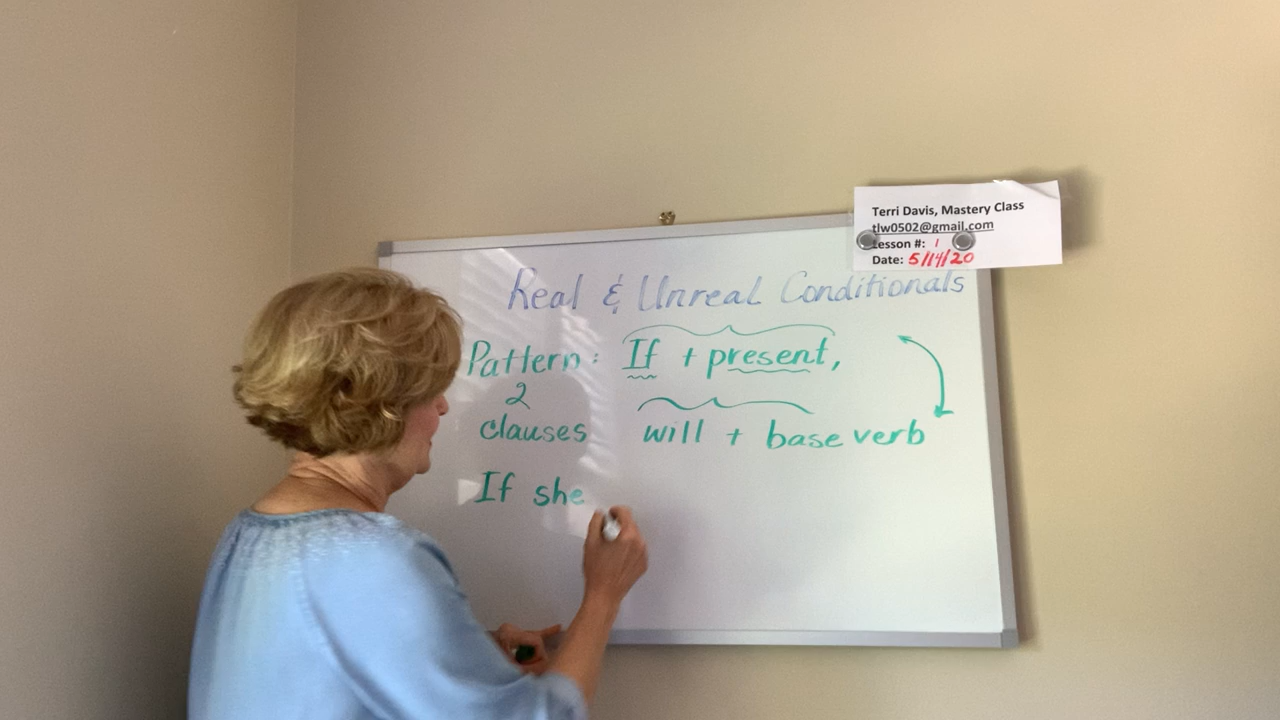 Terri Davis, Mastery Class
tlw0502@gmail.com
Lesson #: 1
Date: 5/14/20
Real & Unreal Conditionals
Pattern: If + present,
2
clauses will + base verb
If she